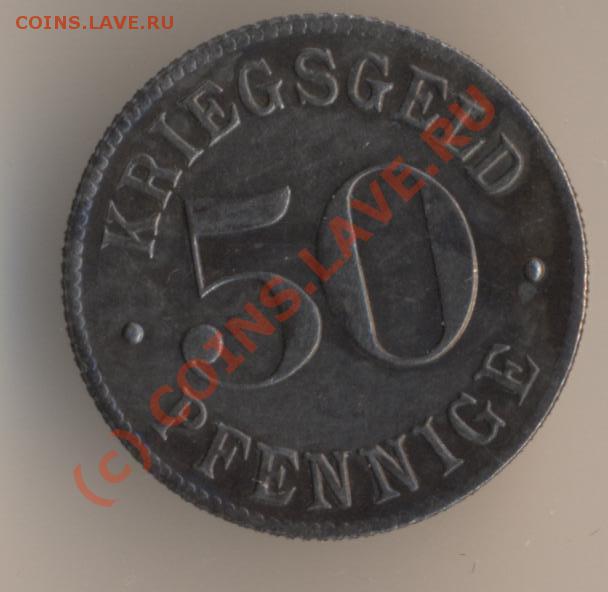 COINS.LAVE.RU
KRIEGSGELD
50
PFENNIGE
(c) COINS.LAVE.RU